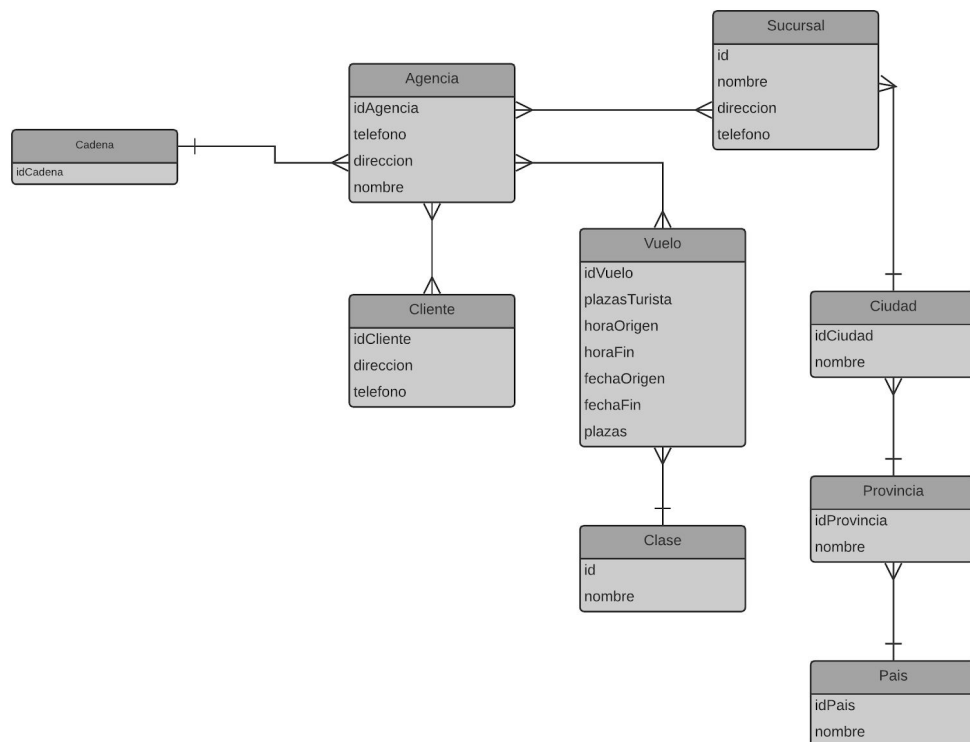 Sucursal
id
nombre
direccion
telefono
Agencia
idAgencia
telefono
direccion
nombre
Cadena
idCadena
Vuelo
idVuelo
plazasTurista
horaOrigen
horaFin
fechaOrigen
fechaFin
plazas
Cliente
idCliente
direccion
telefono
Ciudad
idCiudad
nombre
Provincia
idProvincia
nombre
Clase
id
nombre
Pais
idPais
nombre